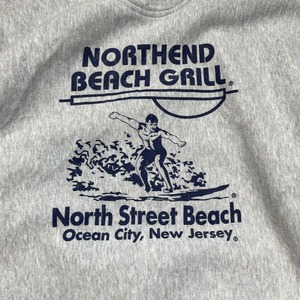 NORTHEND
BEACH GRILL®
North Street Beach
Ocean City, New Jersey®